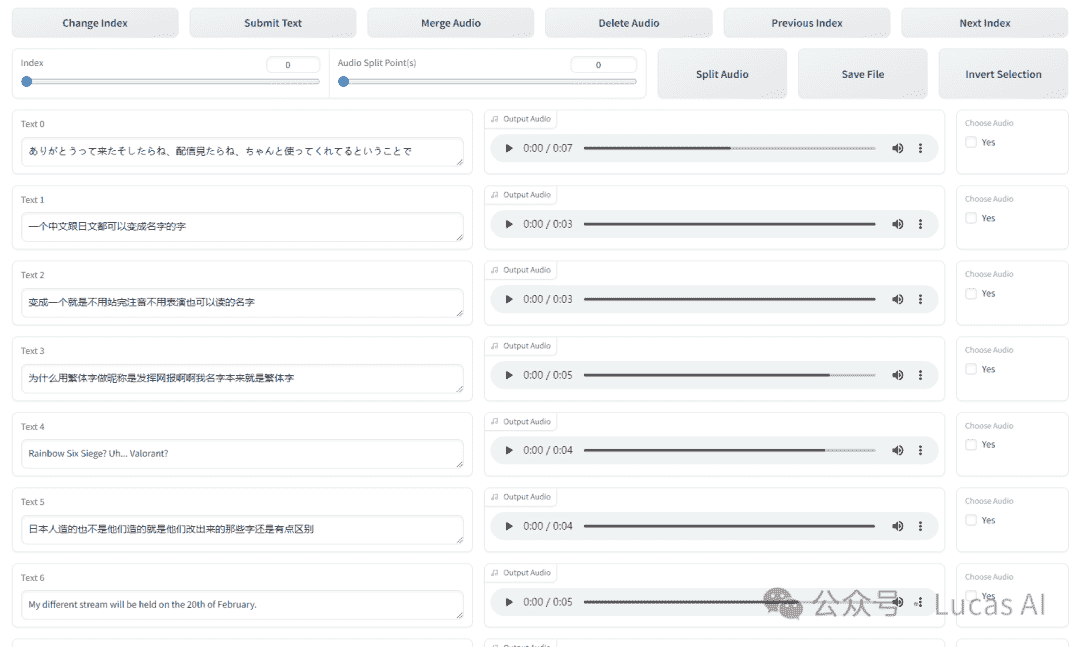 Change Index Submit Text Merge Audio Delete Audio Previous Index Next Index
Index 0 Audio Split Point(s) 0 Split Audio Save File Invert Selection
Text 0 Output Audio Choose Audio
ありがとうって来たそしたらね、配信見たらね、ちゃんと使ってくれてるということで 0:00 / 0:07 Yes
Text 1 Output Audio Choose Audio
一个中文跟日文都可以变成名字的字 0:00 / 0:03 Yes
Text 2 Output Audio Choose Audio
变成一个就是不用站完注音不用表演也可以读的名字 0:00 / 0:03 Yes
Text 3 Output Audio Choose Audio
为什么用繁体字做昵称是发挥网报啊啊我名字本来就是繁体字 0:00 / 0:05 Yes
Text 4 Output Audio Choose Audio
Rainbow Six Siege? Uh... Valorant? 0:00 / 0:04 Yes
Text 5 Output Audio Choose Audio
日本人造的也不是他们造的就是他们改出来的那些字还是有点区别 0:00 / 0:04 Yes
Text 6 Output Audio Choose Audio
My different stream will be held on the 20th of February. 0:00 / 0:05 Yes
公众号 · Lucas AI
Output Audio